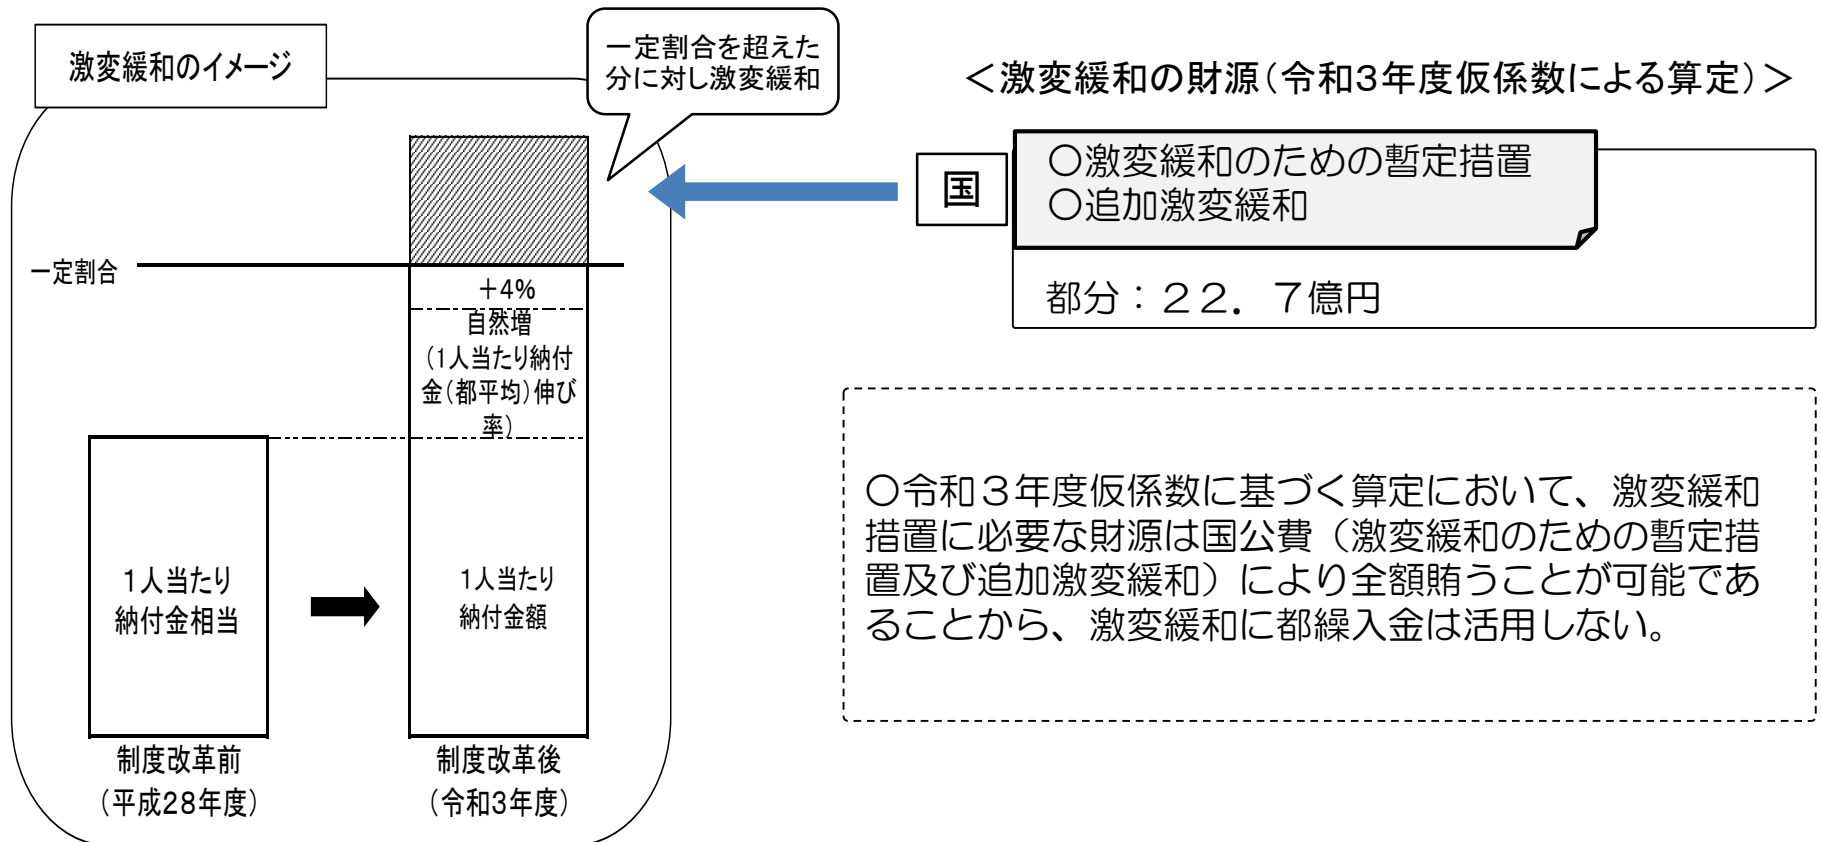 激変緩和のイメージ
一定割合を超えた
分に対し激変緩和
一定割合
＋4%
自然増
（1人当たり納付
金（都平均）伸び
率）
1人当たり
納付金相当
1人当たり
納付金額
制度改革前
（平成28年度）
制度改革後
（令和3年度）
＜激変緩和の財源（令和3年度仮係数による算定）＞
国
○激変緩和のための暫定措置
○追加激変緩和
都分：２２．７億円
○令和３年度仮係数に基づく算定において、激変緩和
措置に必要な財源は国公費（激変緩和のための暫定措
置及び追加激変緩和）により全額賄うことが可能であ
ることから、激変緩和に都繰入金は活用しない。